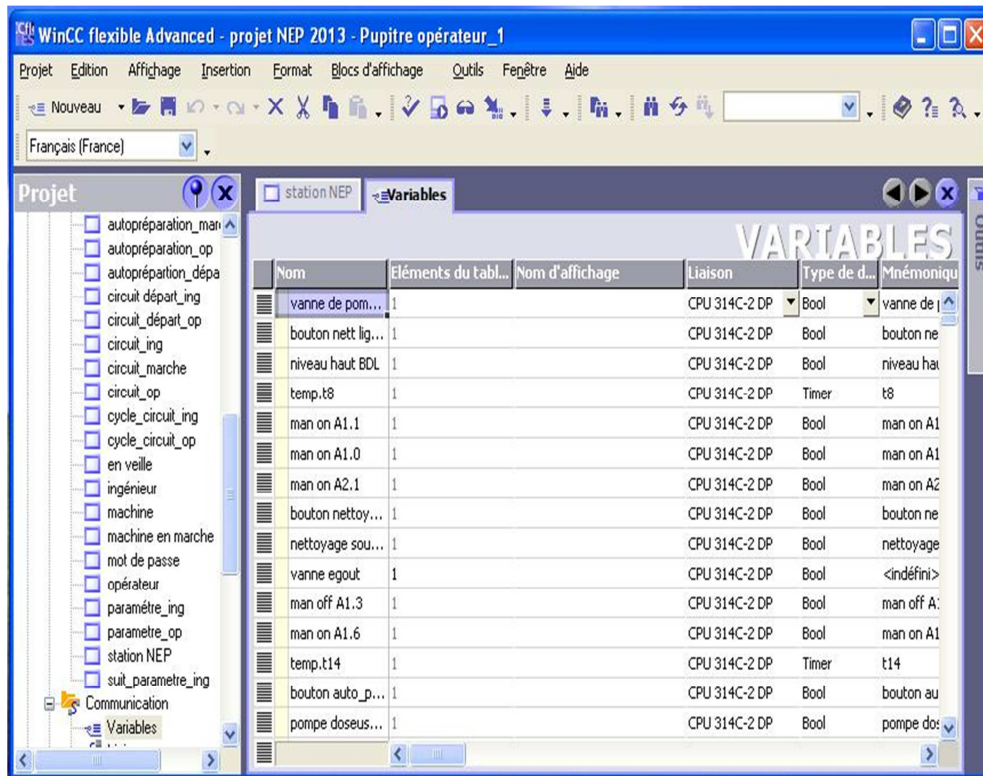 WinCC flexible Advanced - projet NEP 2013 - Pupitre opérateur_1
Projet Edition Affichage Insertion Format Blocs d'affichage Outils Fenêtre Aide
Nouveau
Français (France)
Projet
autopréparation_mar
autopréparation_op
autoprépartion_dépa
circuit départ_ing
circuit_départ_op
circuit_ing
circuit_marche
circuit_op
cycle_circuit_ing
cycle_circuit_op
en veille
ingénieur
machine
machine en marche
mot de passe
opérateur
paramétre_ing
parametre_op
station NEP
suit_parametre_ing
Communication
Variables
station NEP Variables
Outils
VARIABLES
Nom Eléments du tabl... Nom d'affichage Liaison Type de d... Mnémoniqu
vanne de pom... 1 CPU 314C-2 DP Bool vanne de
bouton nett lig... 1 CPU 314C-2 DP Bool bouton ne
niveau haut BDL 1 CPU 314C-2 DP Bool niveau hau
temp.t8 1 CPU 314C-2 DP Timer t8
man on A1.1 1 CPU 314C-2 DP Bool man on A1
man on A1.0 1 CPU 314C-2 DP Bool man on A1
man on A2.1 1 CPU 314C-2 DP Bool man on A2
bouton nettoy... 1 CPU 314C-2 DP Bool bouton ne
nettoyage sou... 1 CPU 314C-2 DP Bool nettoyage
vanne egout 1 CPU 314C-2 DP Bool <indéfini>
man off A1.3 1 CPU 314C-2 DP Bool man off A
man on A1.6 1 CPU 314C-2 DP Bool man on A1
temp.t14 1 CPU 314C-2 DP Timer t14
bouton auto_p... 1 CPU 314C-2 DP Bool bouton au
pompe doseus... 1 CPU 314C-2 DP Bool pompe dos